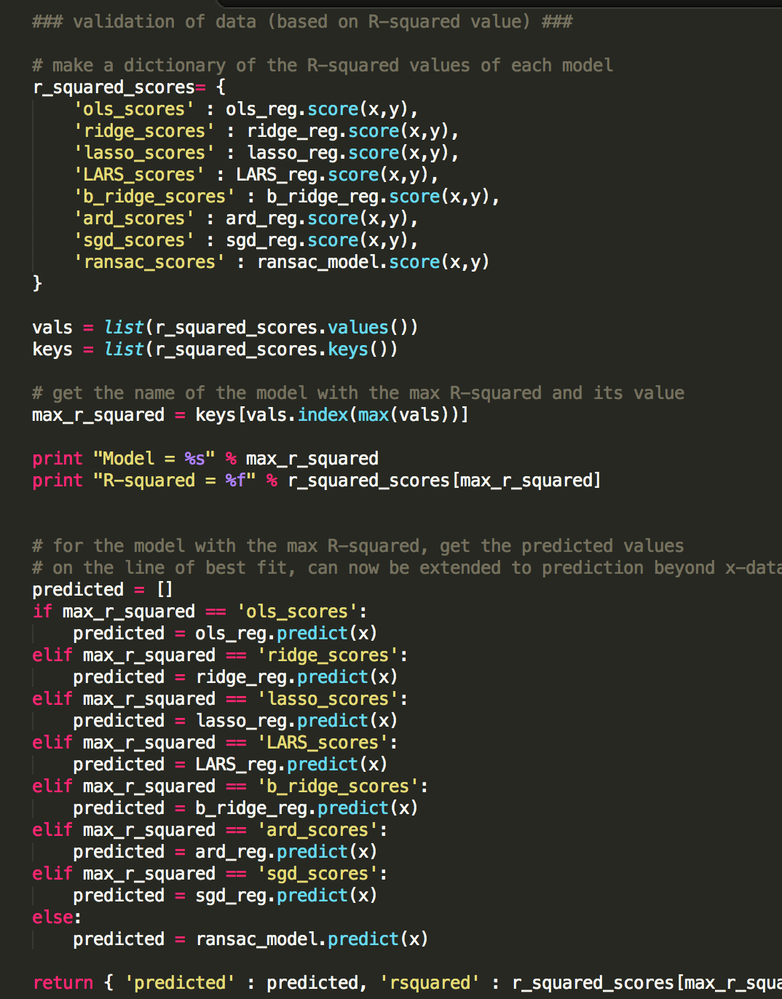 ### validation of data (based on R-squared value) ###
# make a dictionary of the R-squared values of each model
r_squared_scores= {
    'ols_scores' : ols_reg.score(x,y),
    'ridge_scores' : ridge_reg.score(x,y),
    'lasso_scores' : lasso_reg.score(x,y),
    'LARS_scores' : LARS_reg.score(x,y),
    'b_ridge_scores' : b_ridge_reg.score(x,y),
    'ard_scores' : ard_reg.score(x,y),
    'sgd_scores' : sgd_reg.score(x,y),
    'ransac_scores' : ransac_model.score(x,y)
}
vals = list(r_squared_scores.values())
keys = list(r_squared_scores.keys())
# get the name of the model with the max R-squared and its value
max_r_squared = keys[vals.index(max(vals))]
print "Model = %s" % max_r_squared
print "R-squared = %f" % r_squared_scores[max_r_squared]
# for the model with the max R-squared, get the predicted values
# on the line of best fit, can now be extended to prediction beyond x-data
predicted = []
if max_r_squared == 'ols_scores':
    predicted = ols_reg.predict(x)
elif max_r_squared == 'ridge_scores':
    predicted = ridge_reg.predict(x)
elif max_r_squared == 'lasso_scores':
    predicted = lasso_reg.predict(x)
elif max_r_squared == 'LARS_scores':
    predicted = LARS_reg.predict(x)
elif max_r_squared == 'b_ridge_scores':
    predicted = b_ridge_reg.predict(x)
elif max_r_squared == 'ard_scores':
    predicted = ard_reg.predict(x)
elif max_r_squared == 'sgd_scores':
    predicted = sgd_reg.predict(x)
else:
    predicted = ransac_model.predict(x)
return { 'predicted' : predicted, 'rsquared' : r_squared_scores[max_r_squa